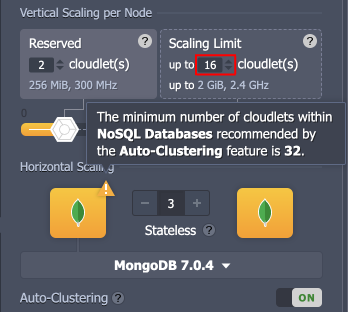 Vertical Scaling per Node
Reserved
?
Scaling Limit
?
2 cloudlet(s)
up to 16 cloudlet(s)
256 MiB, 300 MHz
up to 2 GiB, 2.4 GHz
0
The minimum number of cloudlets within
NoSQL Databases recommended by
the Auto-Clustering feature is 32.
Horizontal Scaling
− 3 +
Stateless ?
MongoDB 7.0.4
Auto-Clustering ?
ON